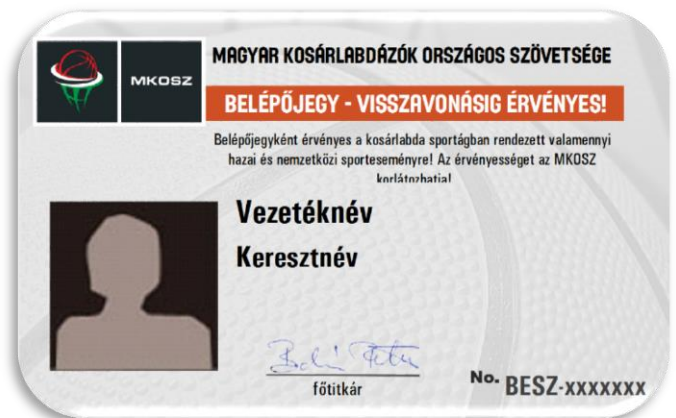 MKOSZ
MAGYAR KOSÁRLABDÁZÓK ORSZÁGOS SZÖVETSÉGE
BELÉPŐJEGY - VISSZAVONÁSIG ÉRVÉNYES!
Belépőjegyként érvényes a kosárlabda sportágban rendezett valamennyi
hazai és nemzetközi sporteseményre! Az érvényességet az MKOSZ
korlátozhatja!
Vezetéknév
Keresztnév
főtitkár
No. BESZ-xxxxxxx